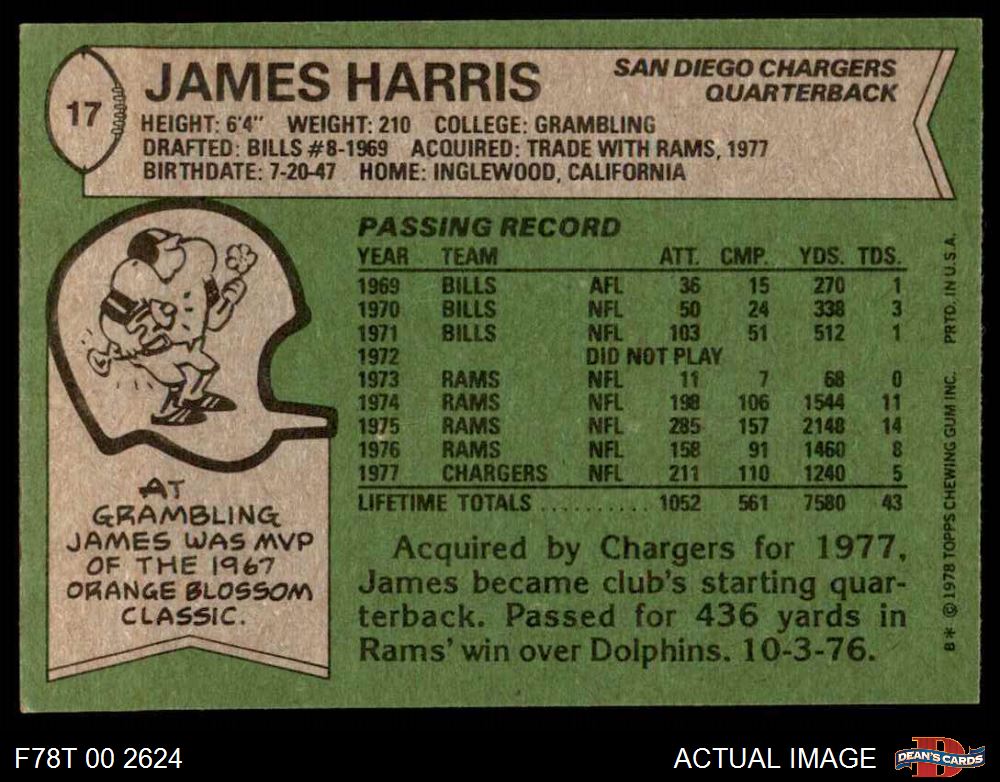 17
JAMES HARRIS
SAN DIEGO CHARGERS
QUARTERBACK
HEIGHT: 6'4" WEIGHT: 210 COLLEGE: GRAMBLING
DRAFTED: BILLS #8-1969 ACQUIRED: TRADE WITH RAMS, 1977
BIRTHDATE: 7-20-47 HOME: INGLEWOOD, CALIFORNIA
PASSING RECORD
YEAR TEAM ATT. CMP. YDS. TDS.
1969 BILLS AFL 36 15 270 1
1970 BILLS NFL 50 24 338 3
1971 BILLS NFL 103 51 512 1
1972 DID NOT PLAY
1973 RAMS NFL 11 7 68 0
1974 RAMS NFL 198 106 1544 11
1975 RAMS NFL 285 157 2148 14
1976 RAMS NFL 158 91 1460 8
1977 CHARGERS NFL 211 110 1240 5
LIFETIME TOTALS .......... 1052 561 7580 43
AT
GRAMBLING
JAMES WAS MVP
OF THE 1967
ORANGE BLOSSOM
CLASSIC.
Acquired by Chargers for 1977,
James became club's starting quar-
terback. Passed for 436 yards in
Rams' win over Dolphins. 10-3-76.
B* © 1978 TOPPS CHEWING GUM INC. PRTD. IN U.S.A.
F78T 00 2624
ACTUAL IMAGE
D
DEAN'S CARDS